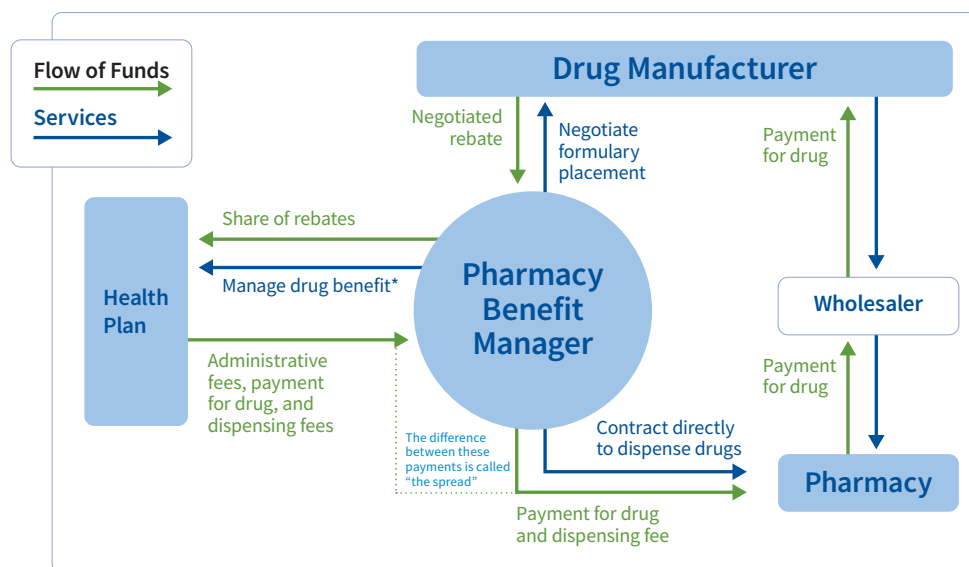 Flow of Funds
Services
Drug Manufacturer
Negotiated
rebate
Negotiate
formulary
placement
Payment
for drug
Share of rebates
Manage drug benefit*
Health
Plan
Pharmacy
Benefit
Manager
Wholesaler
Administrative
fees, payment
for drug, and
dispensing fees
Payment
for drug
The difference
between these
payments is called
“the spread”
Contract directly
to dispense drugs
Pharmacy
Payment for drug
and dispensing fee